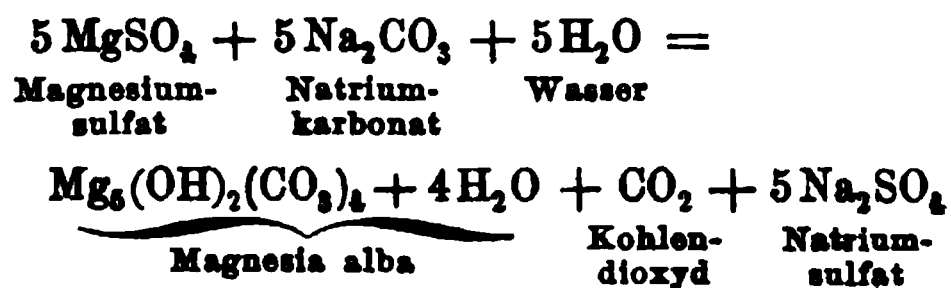 5 MgSO₄ + 5 Na₂CO₃ + 5 H₂O =
Magnesium- Natrium- Wasser
sulfat karbonat
Mg₅(OH)₂(CO₃)₄ + 4 H₂O + CO₂ + 5 Na₂SO₄
Magnesia alba Kohlen- Natrium-
dioxyd sulfat